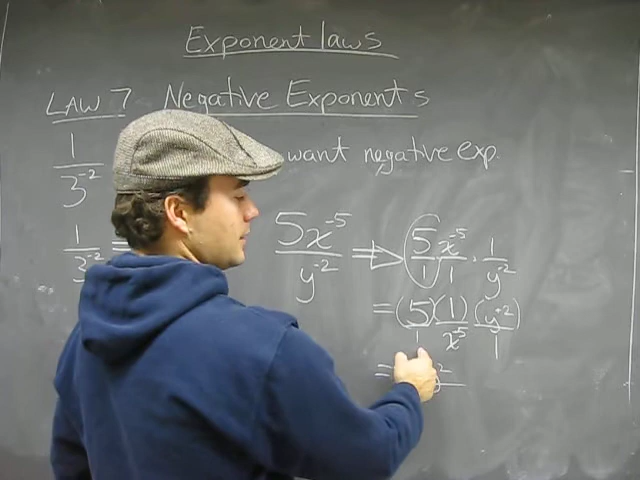 Exponent laws
LAW 7 Negative Exponents
1/3⁻² want negative exp.
1/3⁻² = 5x⁻⁵/y⁻² ⇒ (5/1 x⁻⁵/1 · 1/y⁻²
= (5/1)(1/x⁻⁵)(y⁻²/1)
=